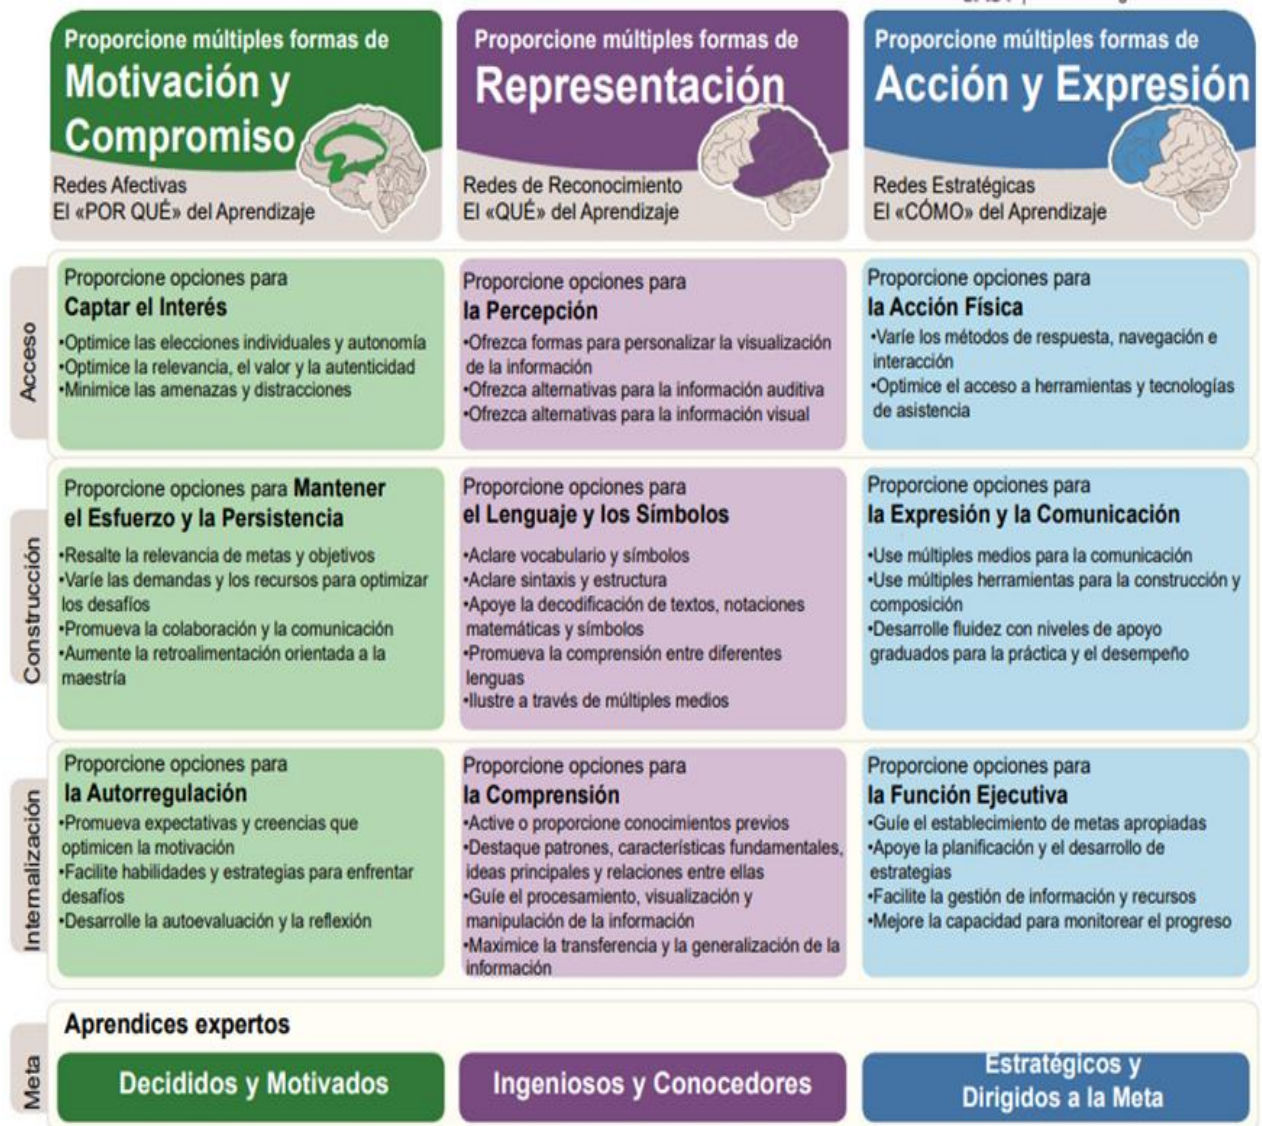 Proporcione múltiples formas de
Motivación y
Compromiso
Redes Afectivas
El «POR QUÉ» del Aprendizaje
Proporcione múltiples formas de
Representación
Redes de Reconocimiento
El «QUÉ» del Aprendizaje
Proporcione múltiples formas de
Acción y Expresión
Redes Estratégicas
El «CÓMO» del Aprendizaje
Acceso
Proporcione opciones para
Captar el Interés
•Optimice las elecciones individuales y autonomía
•Optimice la relevancia, el valor y la autenticidad
•Minimice las amenazas y distracciones
Proporcione opciones para
la Percepción
•Ofrezca formas para personalizar la visualización
de la información
•Ofrezca alternativas para la información auditiva
•Ofrezca alternativas para la información visual
Proporcione opciones para
la Acción Física
•Varíe los métodos de respuesta, navegación e
interacción
•Optimice el acceso a herramientas y tecnologías
de asistencia
Construcción
Proporcione opciones para Mantener
el Esfuerzo y la Persistencia
•Resalte la relevancia de metas y objetivos
•Varíe las demandas y los recursos para optimizar
los desafíos
•Promueva la colaboración y la comunicación
•Aumente la retroalimentación orientada a la
maestría
Proporcione opciones para
el Lenguaje y los Símbolos
•Aclare vocabulario y símbolos
•Aclare sintaxis y estructura
•Apoye la decodificación de textos, notaciones
matemáticas y símbolos
•Promueva la comprensión entre diferentes
lenguas
•Ilustre a través de múltiples medios
Proporcione opciones para
la Expresión y la Comunicación
•Use múltiples medios para la comunicación
•Use múltiples herramientas para la construcción y
composición
•Desarrolle fluidez con niveles de apoyo
graduados para la práctica y el desempeño
Internalización
Proporcione opciones para
la Autorregulación
•Promueva expectativas y creencias que
optimicen la motivación
•Facilite habilidades y estrategias para enfrentar
desafíos
•Desarrolle la autoevaluación y la reflexión
Proporcione opciones para
la Comprensión
•Active o proporcione conocimientos previos
•Destaque patrones, características fundamentales,
ideas principales y relaciones entre ellas
•Guíe el procesamiento, visualización y
manipulación de la información
•Maximice la transferencia y la generalización de la
información
Proporcione opciones para
la Función Ejecutiva
•Guíe el establecimiento de metas apropiadas
•Apoye la planificación y el desarrollo de
estrategias
•Facilite la gestión de información y recursos
•Mejore la capacidad para monitorear el progreso
Meta
Aprendices expertos
Decididos y Motivados
Ingeniosos y Conocedores
Estratégicos y
Dirigidos a la Meta